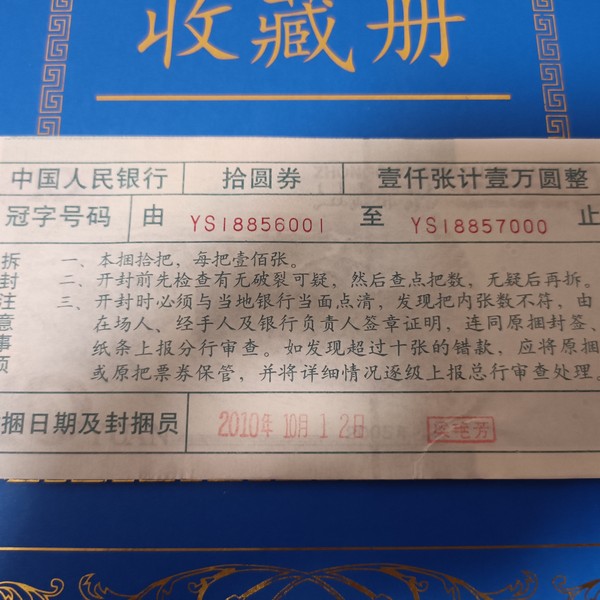 收藏册
中国人民银行 拾圆券 壹仟张计壹万圆整
冠字号码 由 YS18856001 至 YS18857000 止
拆封注意事项
一、本捆拾把，每把壹佰张。
二、开封前先检查有无破裂可疑，然后查点把数，无疑后再拆。
三、开封时必须与当地银行当面点清，发现把内张数不符，由
在场人、经手人及银行负责人签章证明，连同原捆封签、
纸条上报分行审查。如发现超过十张的错款，应将原捆
或原把票券保管，并将详细情况逐级上报总行审查处理。
捆日期及封捆员 2010年10月12日 艳芳